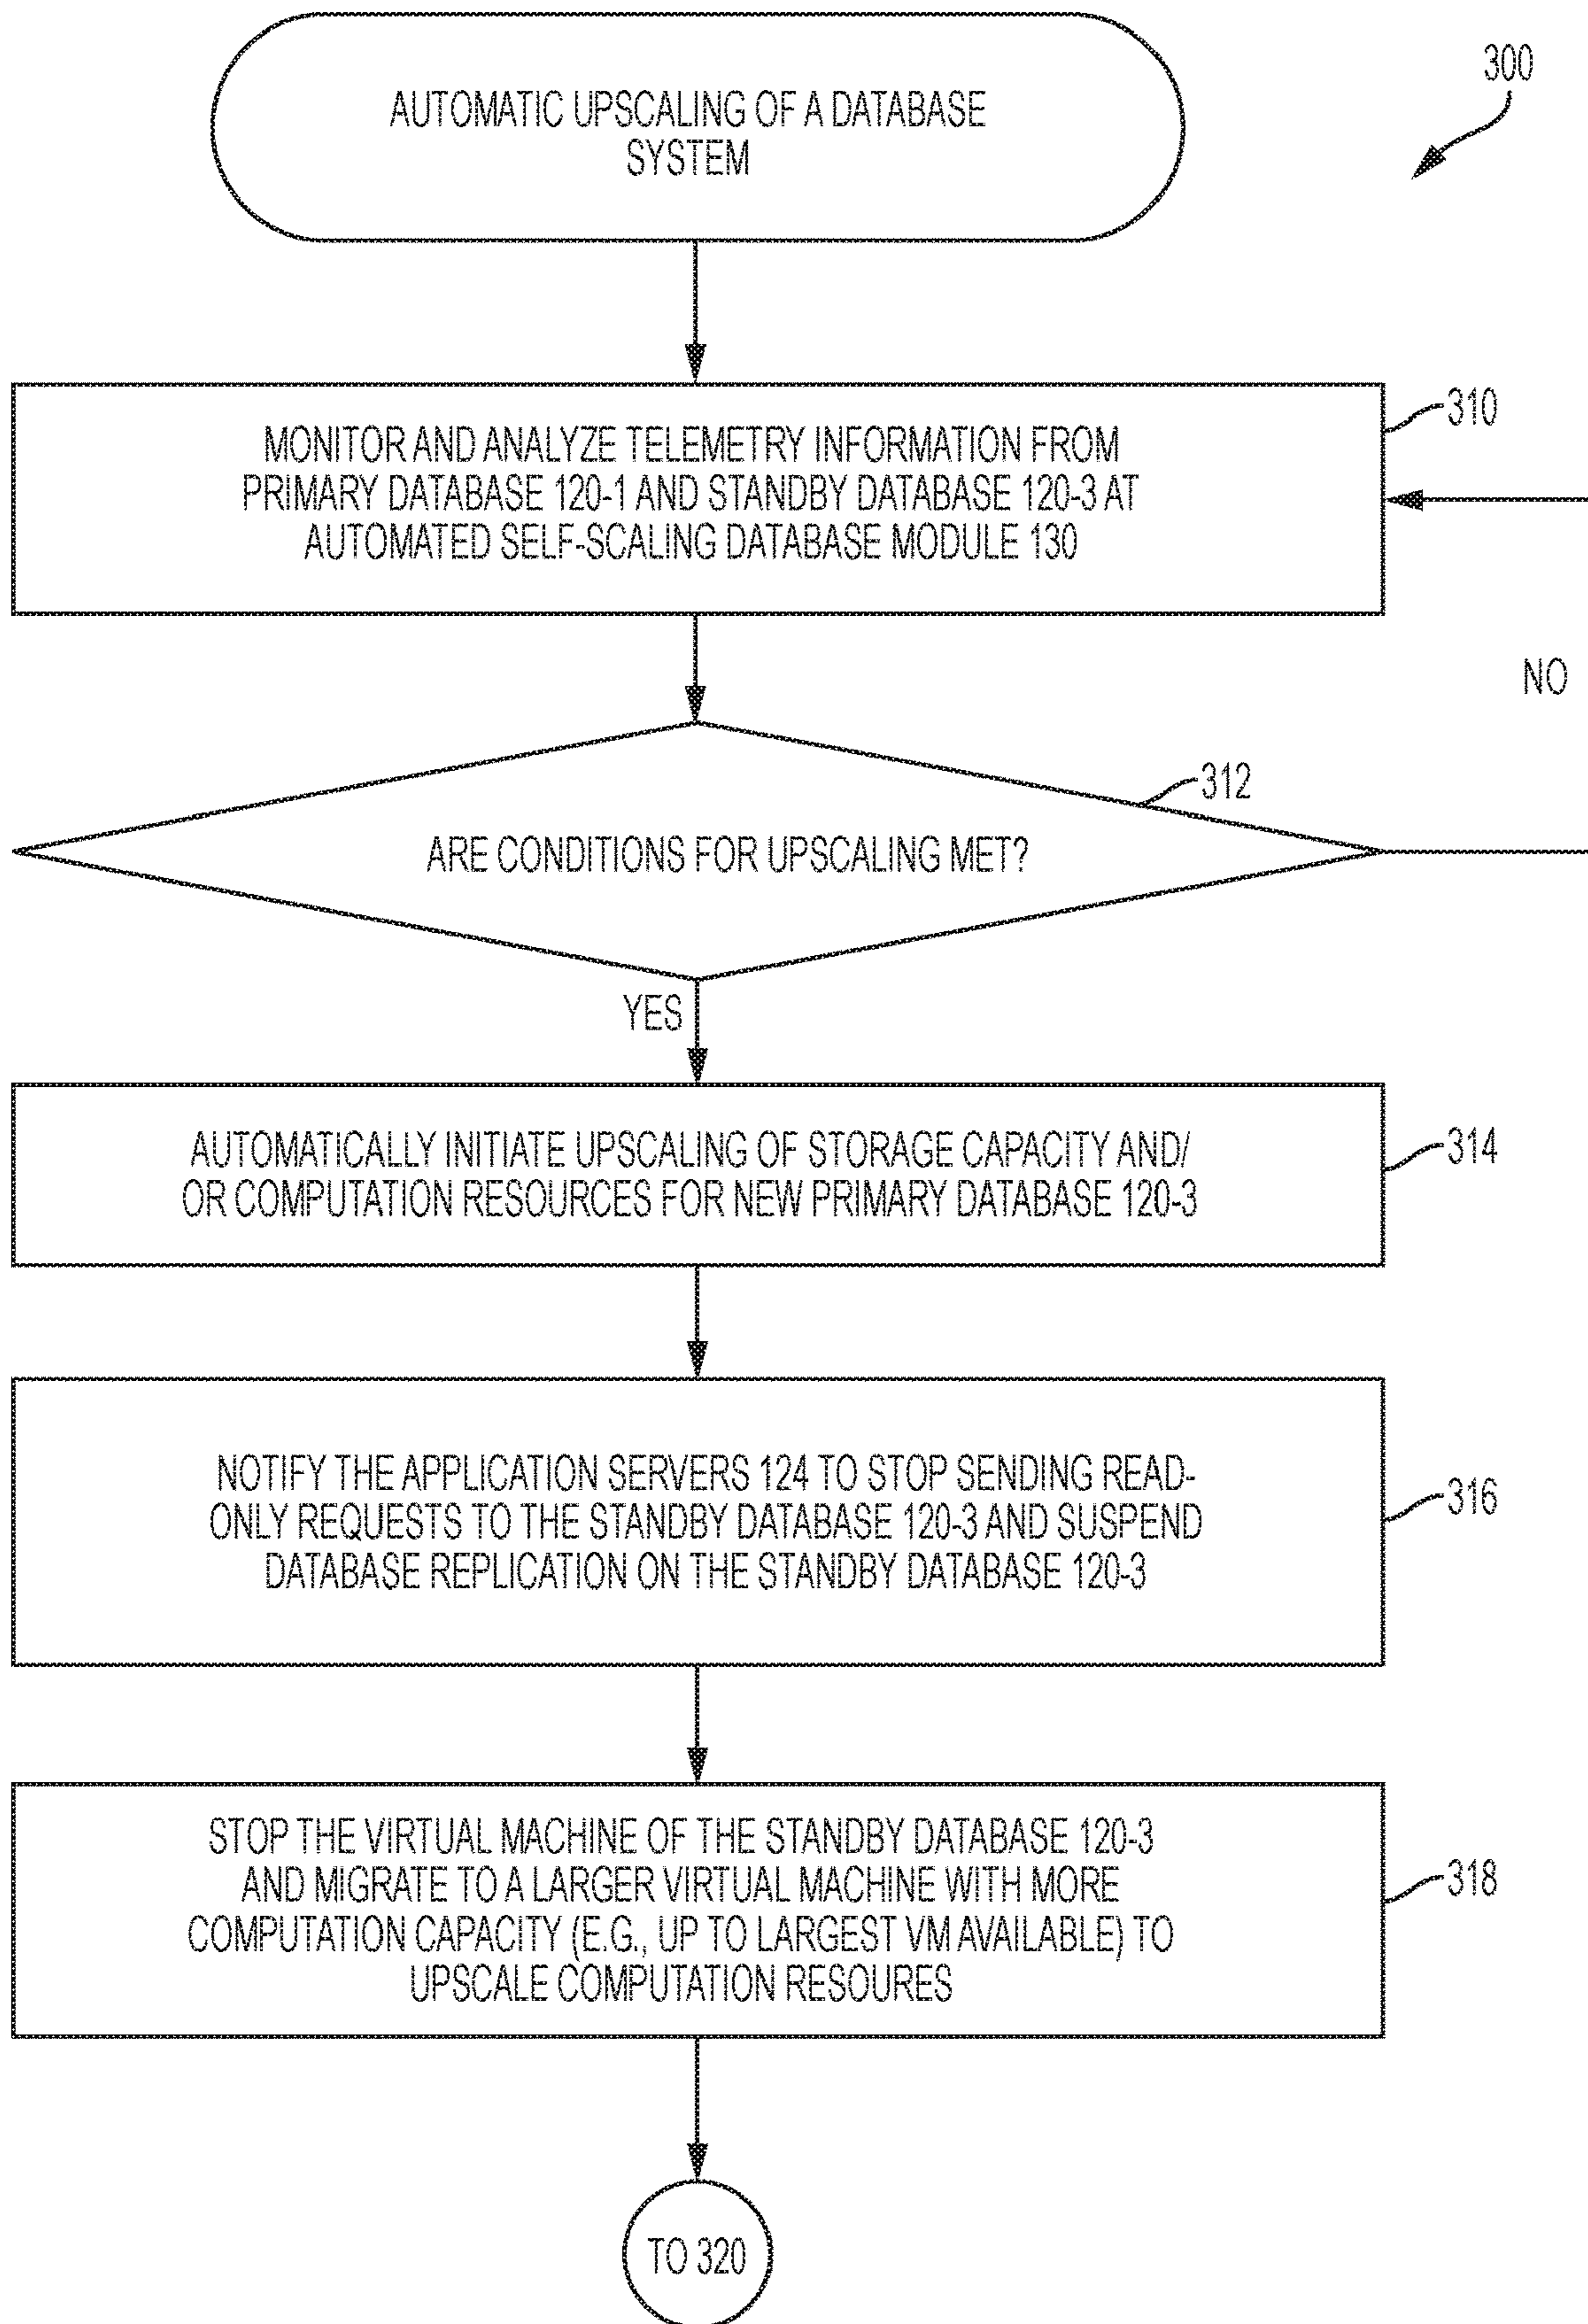 AUTOMATIC UPSCALING OF A DATABASE
SYSTEM
300
MONITOR AND ANALYZE TELEMETRY INFORMATION FROM
PRIMARY DATABASE 120-1 AND STANDBY DATABASE 120-3 AT
AUTOMATED SELF-SCALING DATABASE MODULE 130
310
NO
312
ARE CONDITIONS FOR UPSCALING MET?
YES
AUTOMATICALLY INITIATE UPSCALING OF STORAGE CAPACITY AND/
OR COMPUTATION RESOURCES FOR NEW PRIMARY DATABASE 120-3
314
NOTIFY THE APPLICATION SERVERS 124 TO STOP SENDING READ-
ONLY REQUESTS TO THE STANDBY DATABASE 120-3 AND SUSPEND
DATABASE REPLICATION ON THE STANDBY DATABASE 120-3
316
STOP THE VIRTUAL MACHINE OF THE STANDBY DATABASE 120-3
AND MIGRATE TO A LARGER VIRTUAL MACHINE WITH MORE
COMPUTATION CAPACITY (E.G., UP TO LARGEST VM AVAILABLE) TO
UPSCALE COMPUTATION RESOURES
318
TO 320